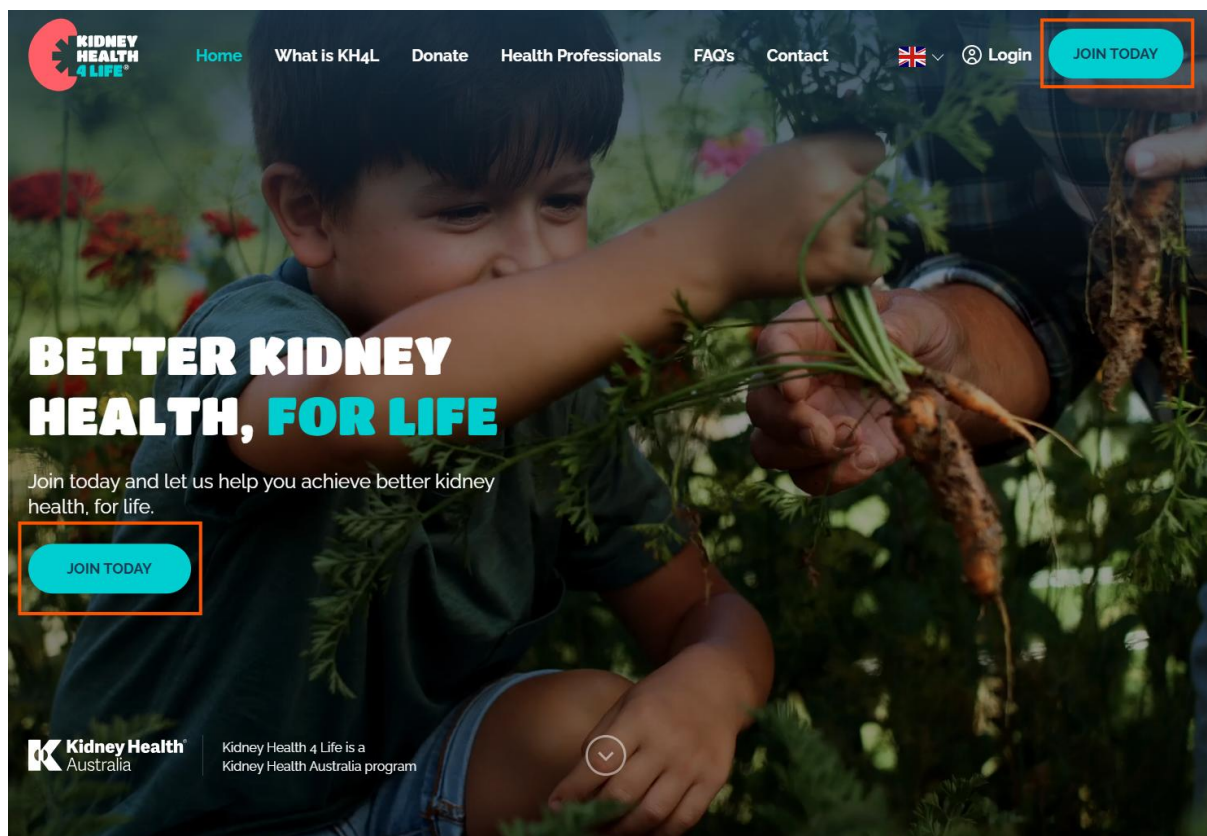 KIDNEY
HEALTH
4 LIFE®
Home
What is KH4L
Donate
Health Professionals
FAQ's
Contact
Login
JOIN TODAY
BETTER KIDNEY
HEALTH, FOR LIFE
Join today and let us help you achieve better kidney
health, for life.
JOIN TODAY
Kidney Health®
Australia
Kidney Health 4 Life is a
Kidney Health Australia program